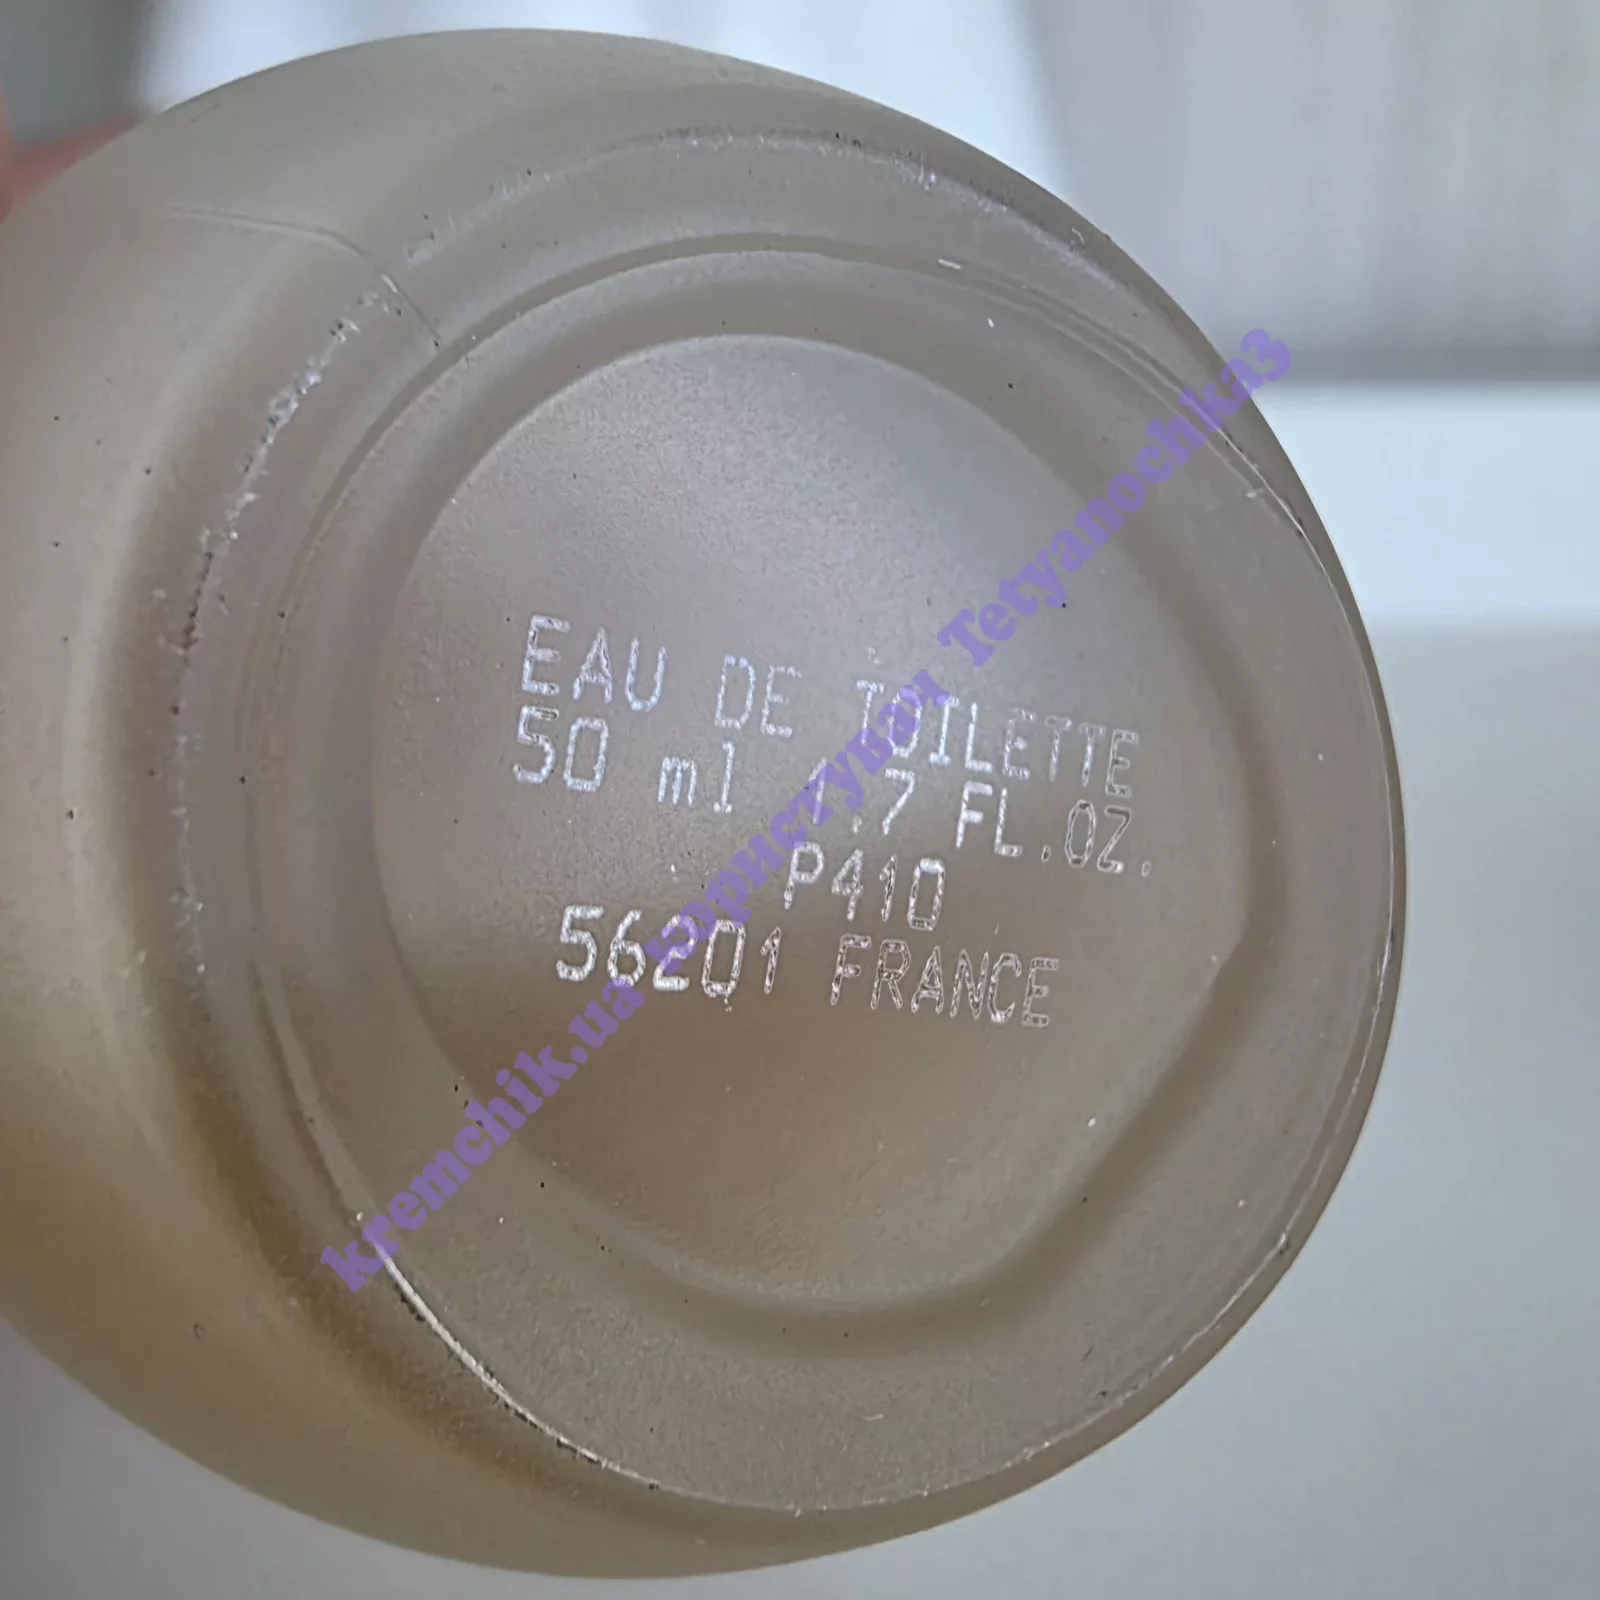 EAU DE TOILETTE
50 ml 1.7 FL.OZ.
P410
56201 FRANCE
kremchik.ua користувач Tetyanochka3